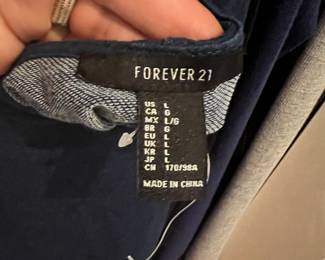 FOREVER 21
US L
CA G
MX L/G
BR G
EU L
UK L
KR L
JP L
CN 170/98A
MADE IN CHINA